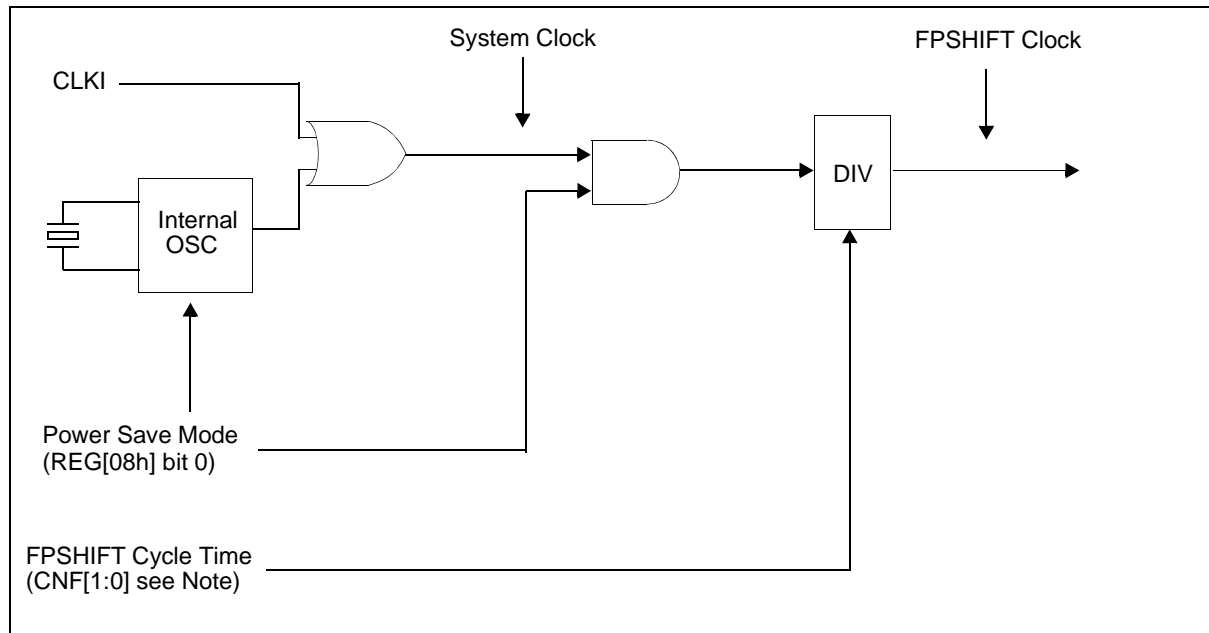 System Clock
FPSHIFT Clock
CLKI
Internal
OSC
DIV
Power Save Mode
(REG[08h] bit 0)
FPSHIFT Cycle Time
(CNF[1:0] see Note)